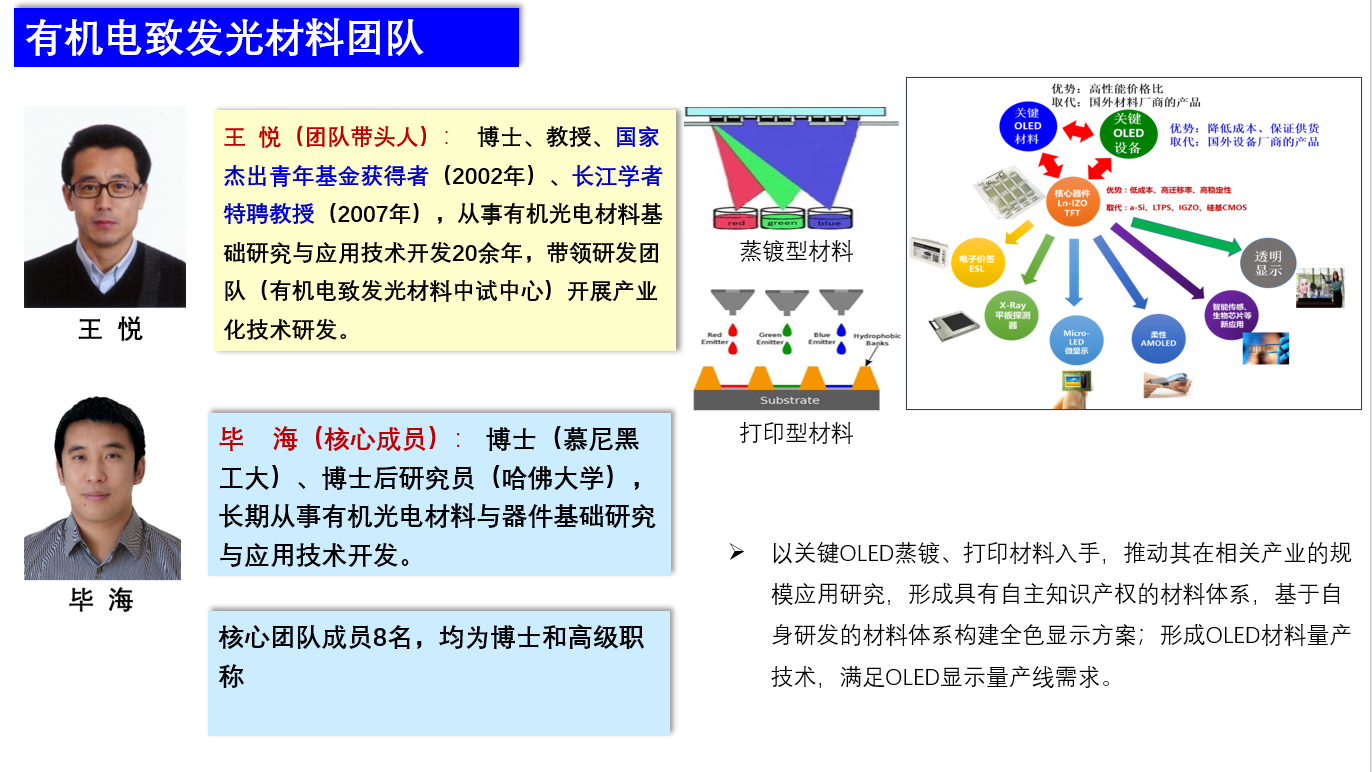 有机电致发光材料团队
王 悦（团队带头人）： 博士、教授、国家
杰出青年基金获得者（2002年）、长江学者
特聘教授（2007年），从事有机光电材料基
础研究与应用技术开发20余年，带领研发团
队（有机电致发光材料中试中心）开展产业
化技术研发。
王 悦
毕 海（核心成员）： 博士（慕尼黑
工大）、博士后研究员（哈佛大学），
长期从事有机光电材料与器件基础研究
与应用技术开发。
毕 海
核心团队成员8名，均为博士和高级职
称
red
green
blue
蒸镀型材料
Red
Emitter
Green
Emitter
Blue
Emitter
Hydrophobic
Banks
Substrate
打印型材料
优势：高性能价格比
取代：国外材料厂商的产品
关键
OLED
材料
关键
OLED
设备
优势：降低成本、保证供货
取代：国外设备厂商的产品
核心器件
Ln-IZO
TFT
优势：低成本、高迁移率、高稳定性
取代：a-Si、LTPS、IGZO、硅基CMOS
电子价签
ESL
X-Ray
平板探测
器
Micro-
LED
微显示
柔性
AMOLED
智能传感、
生物芯片等
新应用
透明
显示
➢ 以关键OLED蒸镀、打印材料入手，推动其在相关产业的规
模应用研究，形成具有自主知识产权的材料体系，基于自
身研发的材料体系构建全色显示方案；形成OLED材料量产
技术，满足OLED显示量产线需求。